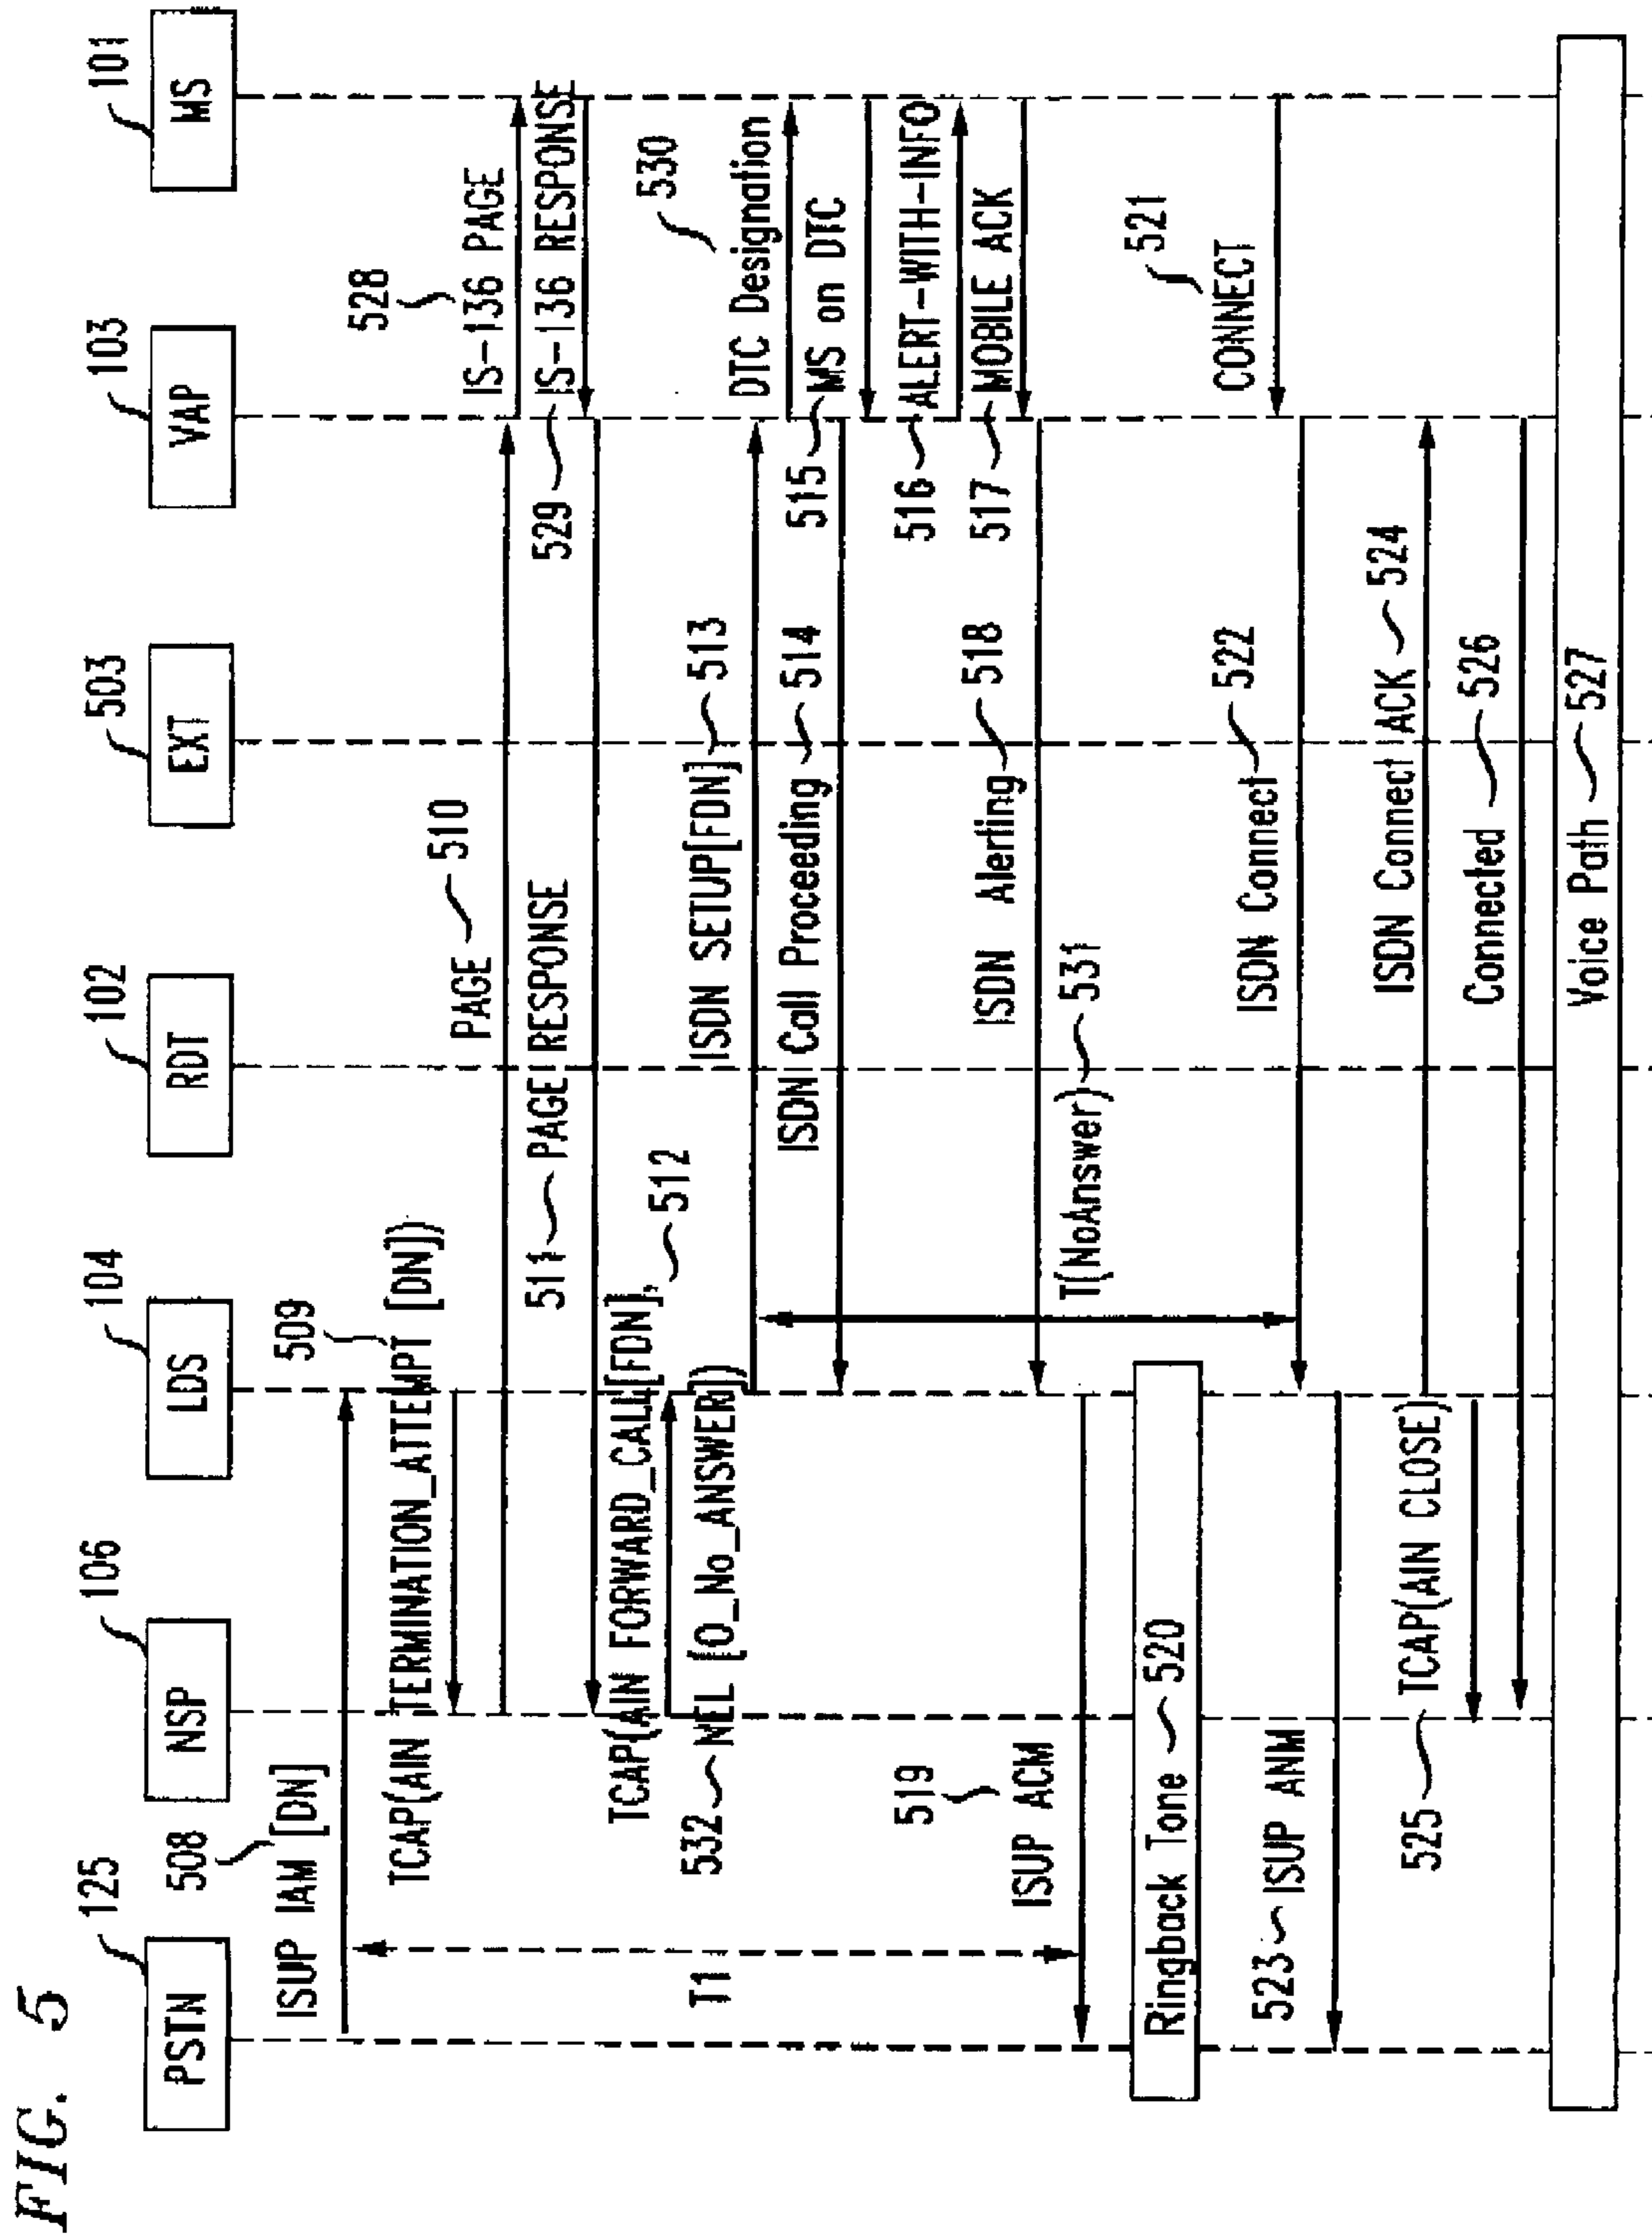 FIG. 5
125
106
104
102
503
103
101
PSTN
NSP
LDS
RDT
EXT
VAP
MS
508
ISUP IAM [DN]
509
TCAP(AIN TERMINATION_ATTEMPT [DN])
PAGE 510
528
IS-136 PAGE
511 PAGE RESPONSE
529 IS-136 RESPONSE
TCAP(AIN FORWARD_CALL[FDN],
512
532 NEL [O_No_ANSWER])
ISDN SETUP[FDN] 513
530
DTC Designation
ISDN Call Proceeding 514
515 MS on DTC
516 ALERT-WITH-INFO
517 MOBILE ACK
ISDN Alerting 518
T1
T(NoAnswer) 531
519
ISUP ACM
Ringback Tone 520
521
CONNECT
ISDN Connect 522
523 ISUP ANM
ISDN Connect ACK 524
525 TCAP(AIN CLOSE)
Connected 526
Voice Path 527